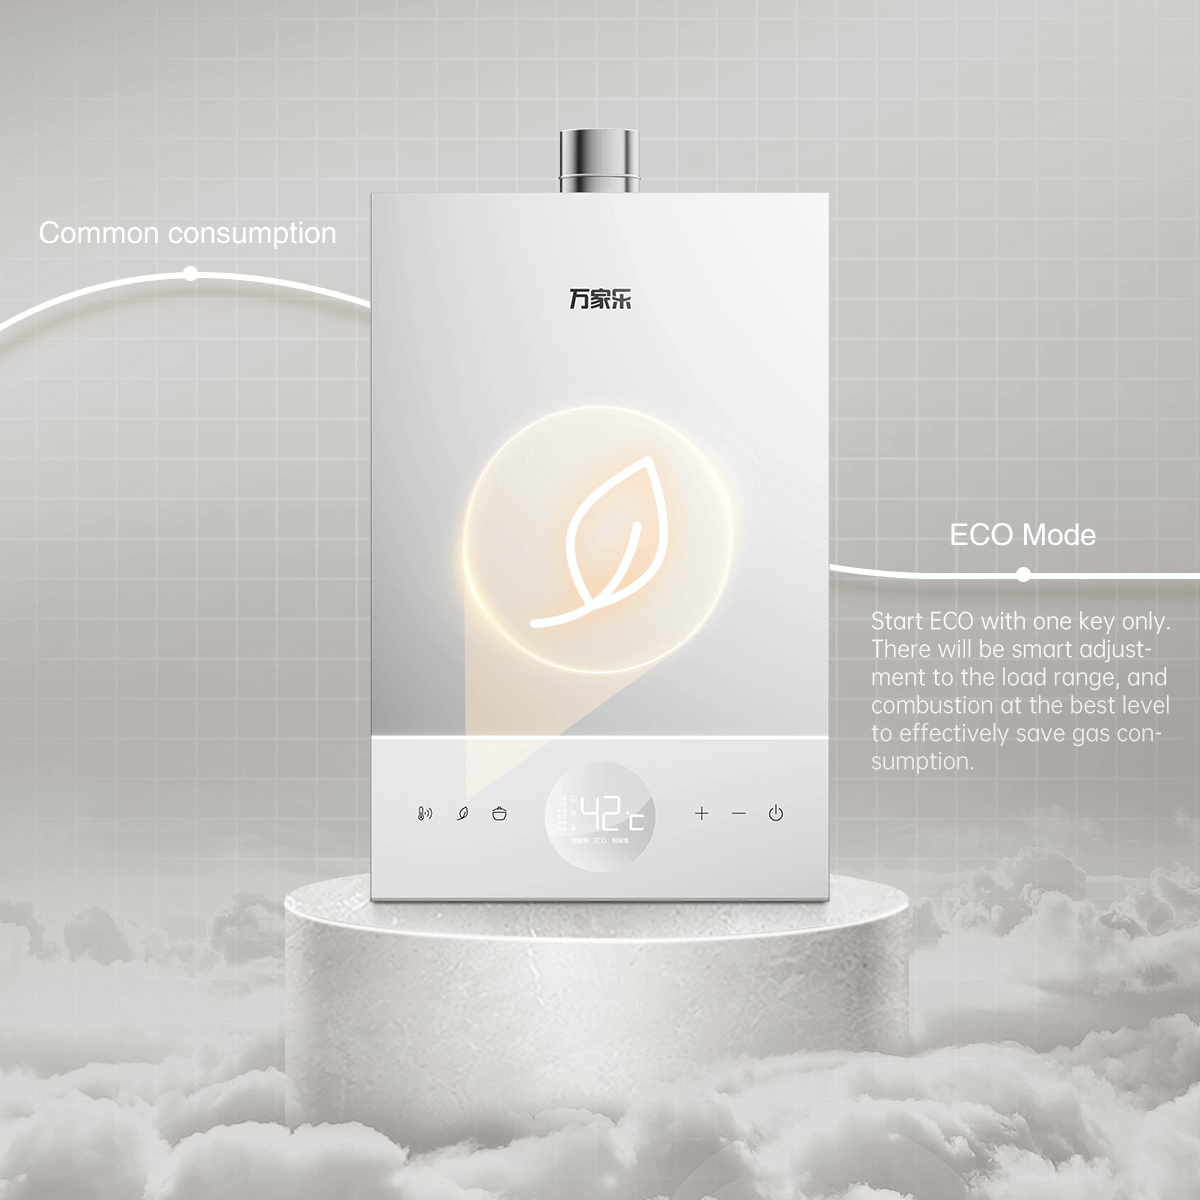 Common consumption
万家乐
ECO Mode
Start ECO with one key only.
There will be smart adjust-
ment to the load range, and
combustion at the best level
to effectively save gas con-
sumption.
42°C
ECO